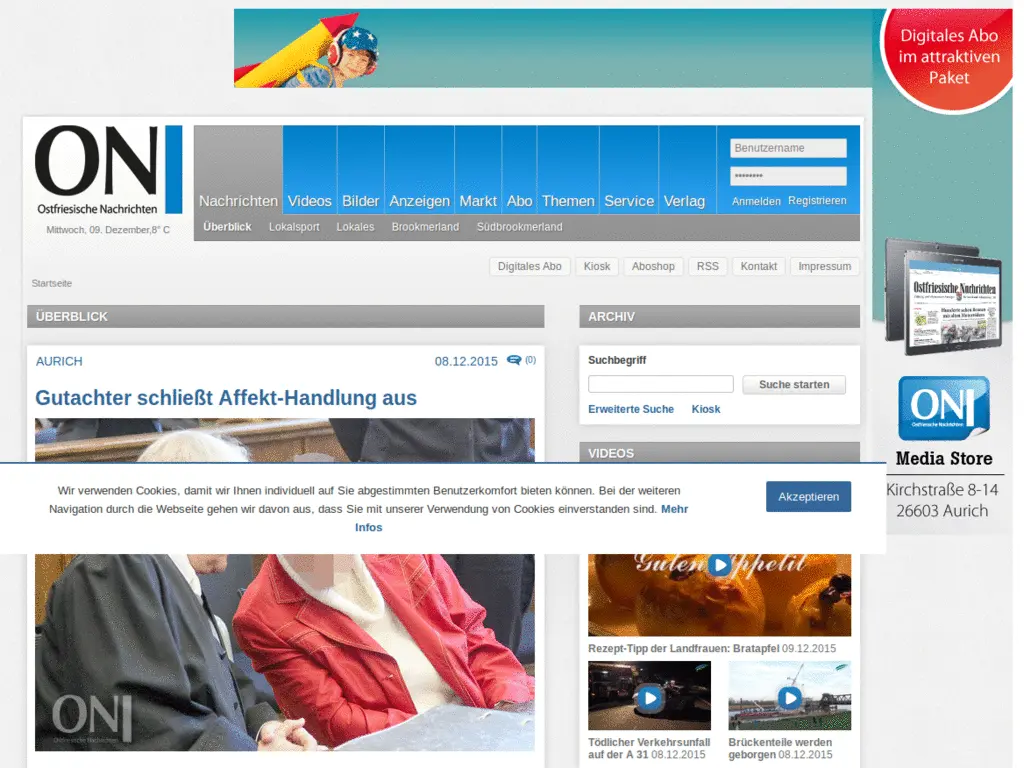 Digitales Abo
im attraktiven
Paket
ON
Ostfriesische Nachrichten
Mittwoch, 09. Dezember,8° C
Nachrichten Videos Bilder Anzeigen Markt Abo Themen Service Verlag
Benutzername
********
Anmelden Registrieren
Überblick Lokalsport Lokales Brookmerland Südbrookmerland
Digitales Abo Kiosk Aboshop RSS Kontakt Impressum
Startseite
ÜBERBLICK
AURICH 08.12.2015 (0)
Gutachter schließt Affekt-Handlung aus
ARCHIV
Suchbegriff
Suche starten
Erweiterte Suche Kiosk
VIDEOS
Ostfriesische Nachrichten
ON
Ostfriesische Nachrichten
Media Store
Kirchstraße 8-14
26603 Aurich
Wir verwenden Cookies, damit wir Ihnen individuell auf Sie abgestimmten Benutzerkomfort bieten können. Bei der weiteren
Navigation durch die Webseite gehen wir davon aus, dass Sie mit unserer Verwendung von Cookies einverstanden sind. Mehr
Infos
Akzeptieren
Guten Appetit
Rezept-Tipp der Landfrauen: Bratapfel 09.12.2015
Tödlicher Verkehrsunfall
auf der A 31 08.12.2015
Brückenteile werden
geborgen 08.12.2015
ON
Ostfriesische Nachrichten